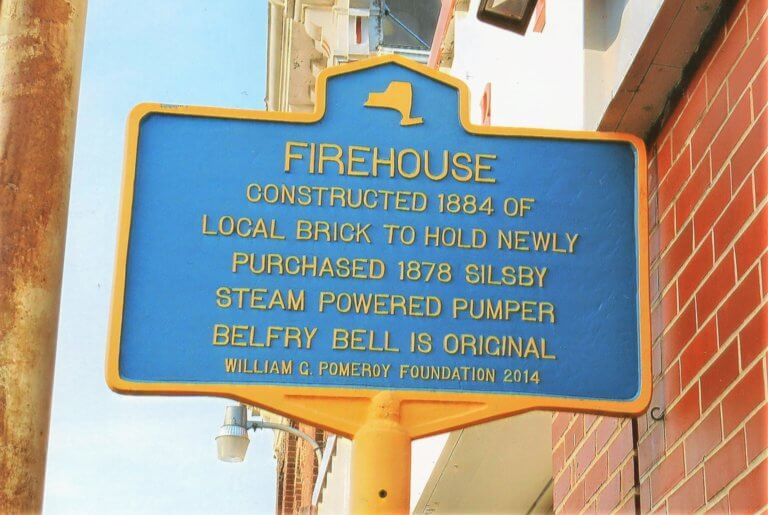 FIREHOUSE
CONSTRUCTED 1884 OF
LOCAL BRICK TO HOLD NEWLY
PURCHASED 1878 SILSBY
STEAM POWERED PUMPER
BELFRY BELL IS ORIGINAL
WILLIAM G. POMEROY FOUNDATION 2014